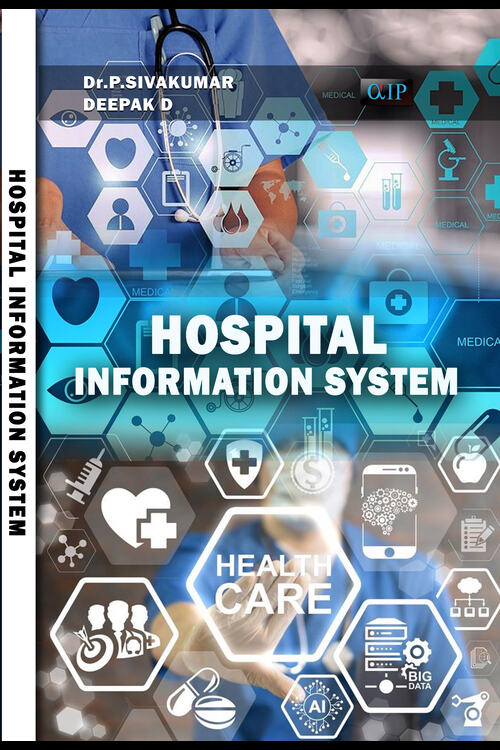 HOSPITAL INFORMATION SYSTEM
Dr.P.SIVAKUMAR
DEEPAK D
MEDICAL
αIP
MEDICAL
MEDICAL
MEDICAL
MEDICA
HOSPITAL
INFORMATION SYSTEM
HEALTH
CARE
BIG
DATA
AI